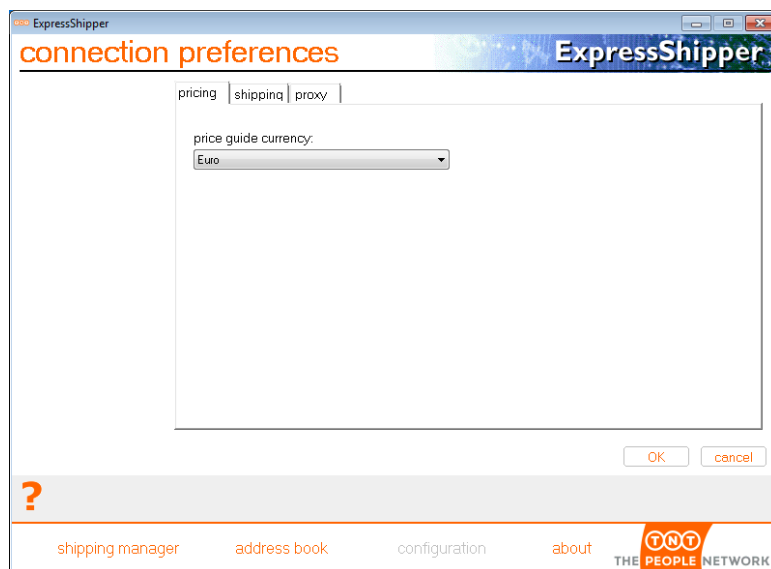 ExpressShipper
connection preferences
ExpressShipper
pricing shipping proxy
price guide currency:
Euro
OK cancel
?
shipping manager address book configuration about
TNT
THE PEOPLE NETWORK